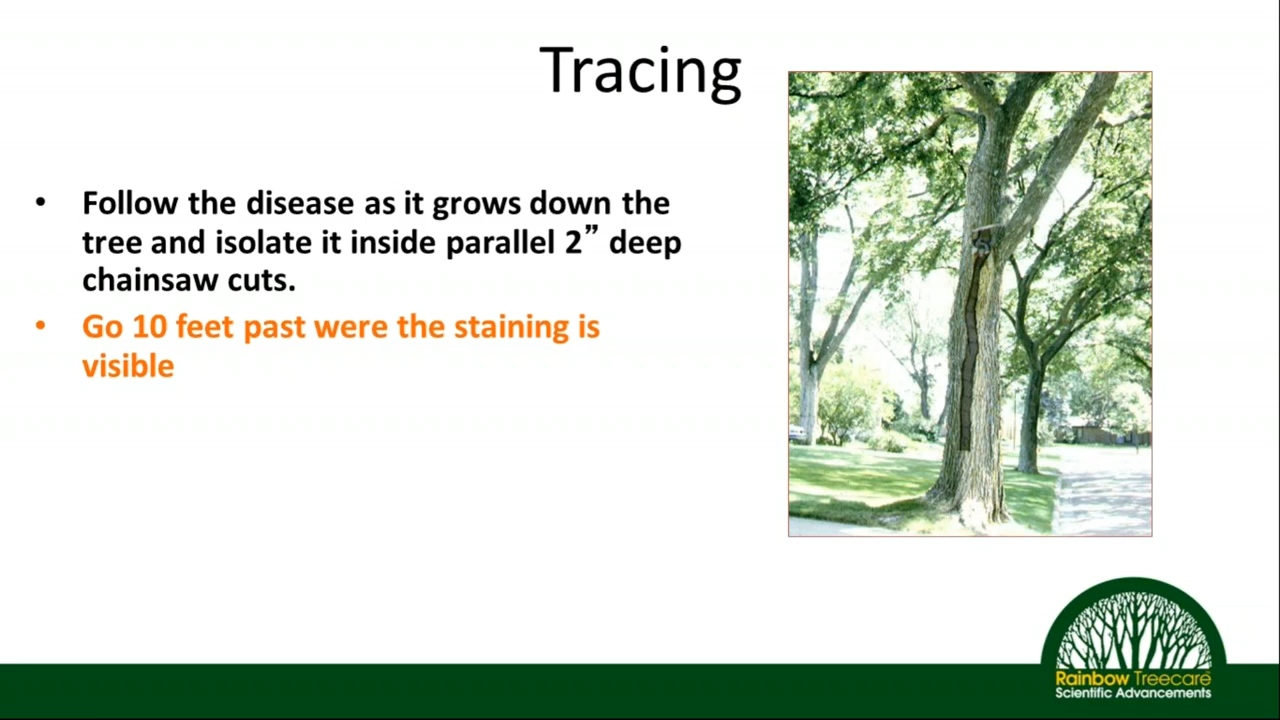 Tracing
• Follow the disease as it grows down the
tree and isolate it inside parallel 2” deep
chainsaw cuts.
• Go 10 feet past were the staining is
visible
Rainbow Treecare
Scientific Advancements